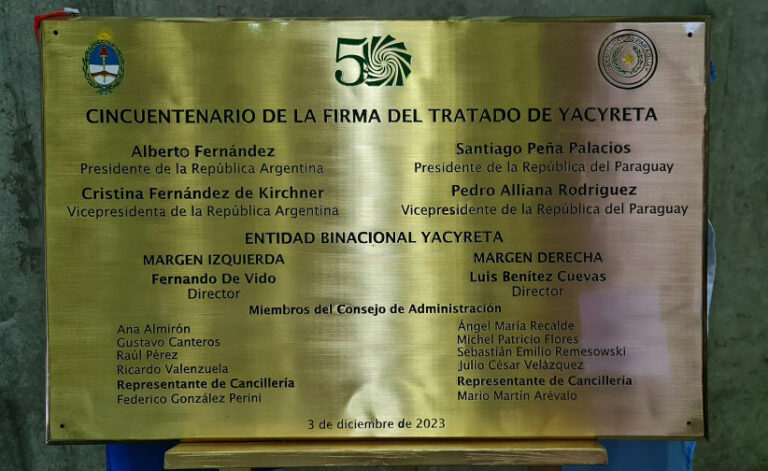 50
CINCUENTENARIO DE LA FIRMA DEL TRATADO DE YACYRETA
Alberto Fernández
Presidente de la República Argentina
Cristina Fernández de Kirchner
Vicepresidenta de la República Argentina
Santiago Peña Palacios
Presidente de la República del Paraguay
Pedro Alliana Rodríguez
Vicepresidente de la República del Paraguay
ENTIDAD BINACIONAL YACYRETA
MARGEN IZQUIERDA
Fernando De Vido
Director
MARGEN DERECHA
Luis Benítez Cuevas
Director
Miembros del Consejo de Administración
Ana Almirón
Gustavo Canteros
Raúl Pérez
Ricardo Valenzuela
Representante de Cancillería
Federico González Perini
Ángel María Recalde
Michel Patricio Flores
Sebastián Emilio Remesowski
Julio César Velázquez
Representante de Cancillería
Mario Martín Arévalo
3 de diciembre de 2023